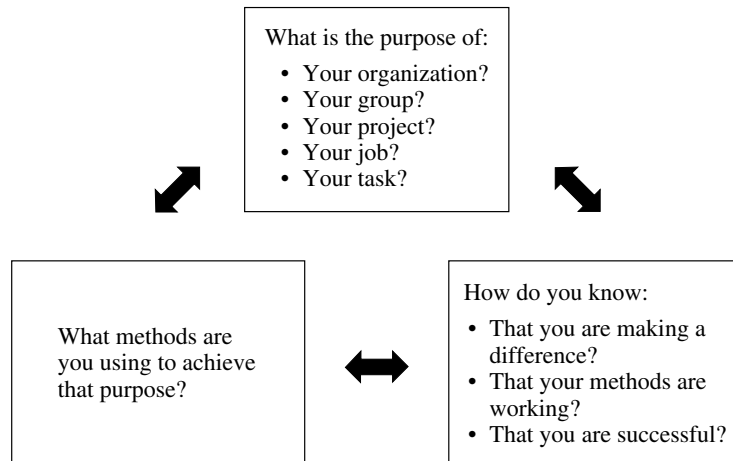 What is the purpose of:
• Your organization?
• Your group?
• Your project?
• Your job?
• Your task?
What methods are
you using to achieve
that purpose?
How do you know:
• That you are making a
difference?
• That your methods are
working?
• That you are successful?